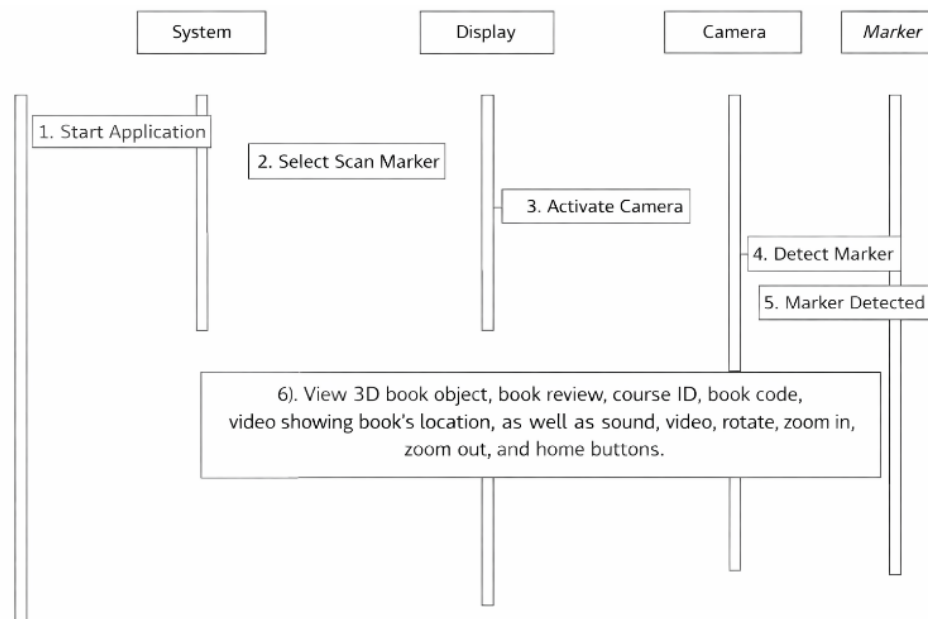 System
Display
Camera
Marker
1. Start Application
2. Select Scan Marker
3. Activate Camera
4. Detect Marker
5. Marker Detected
6). View 3D book object, book review, course ID, book code,
video showing book's location, as well as sound, video, rotate, zoom in,
zoom out, and home buttons.